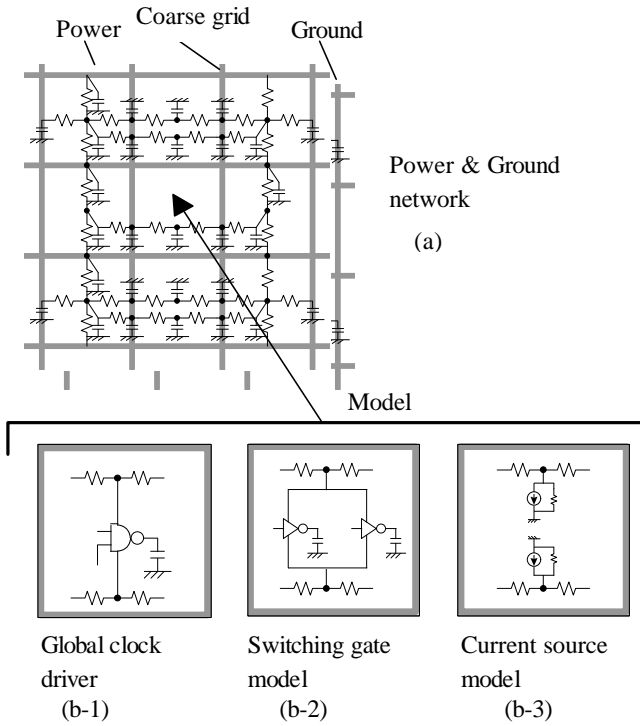 Coarse grid
Power
Ground
Power & Ground
network
(a)
Model
Global clock
driver
(b-1)
Switching gate
model
(b-2)
Current source
model
(b-3)